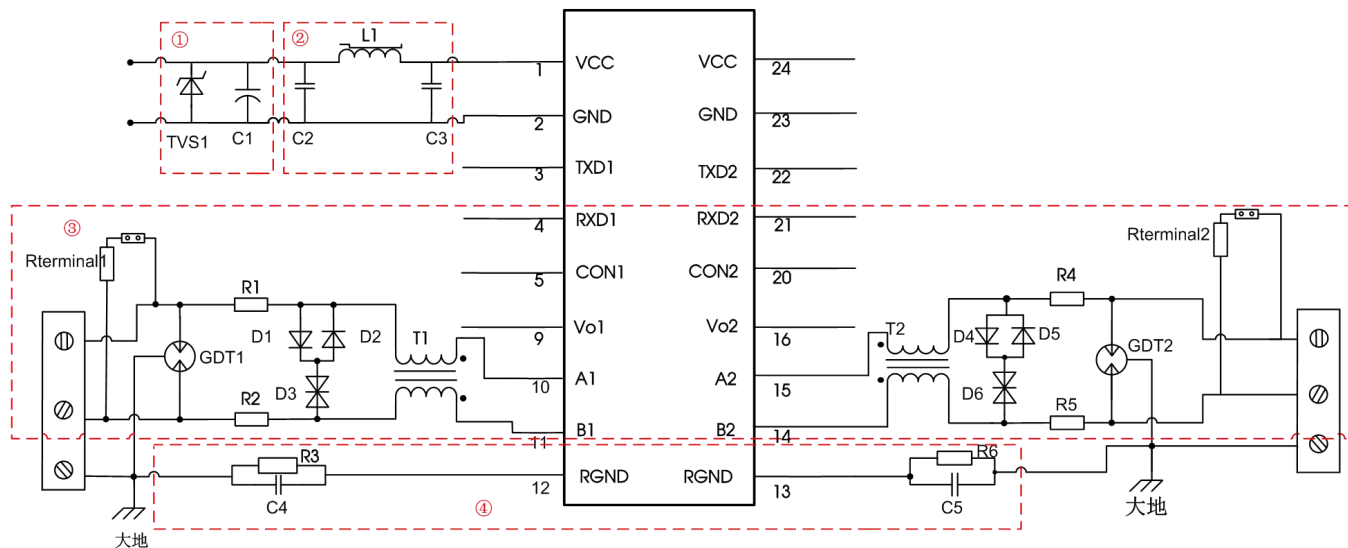 ①
②
L1
TVS1
C1
C2
C3
1
VCC
VCC
24
2
GND
GND
23
3
TXD1
TXD2
22
4
RXD1
RXD2
21
5
CON1
CON2
20
9
Vo1
Vo2
16
10
A1
A2
15
11
B1
B2
14
12
RGND
RGND
13
③
Rterminal1
R1
D1
D2
T1
GDT1
D3
R2
Rterminal2
R4
T2
D4
D5
GDT2
D6
R5
R3
C4
④
R6
C5
大地
大地